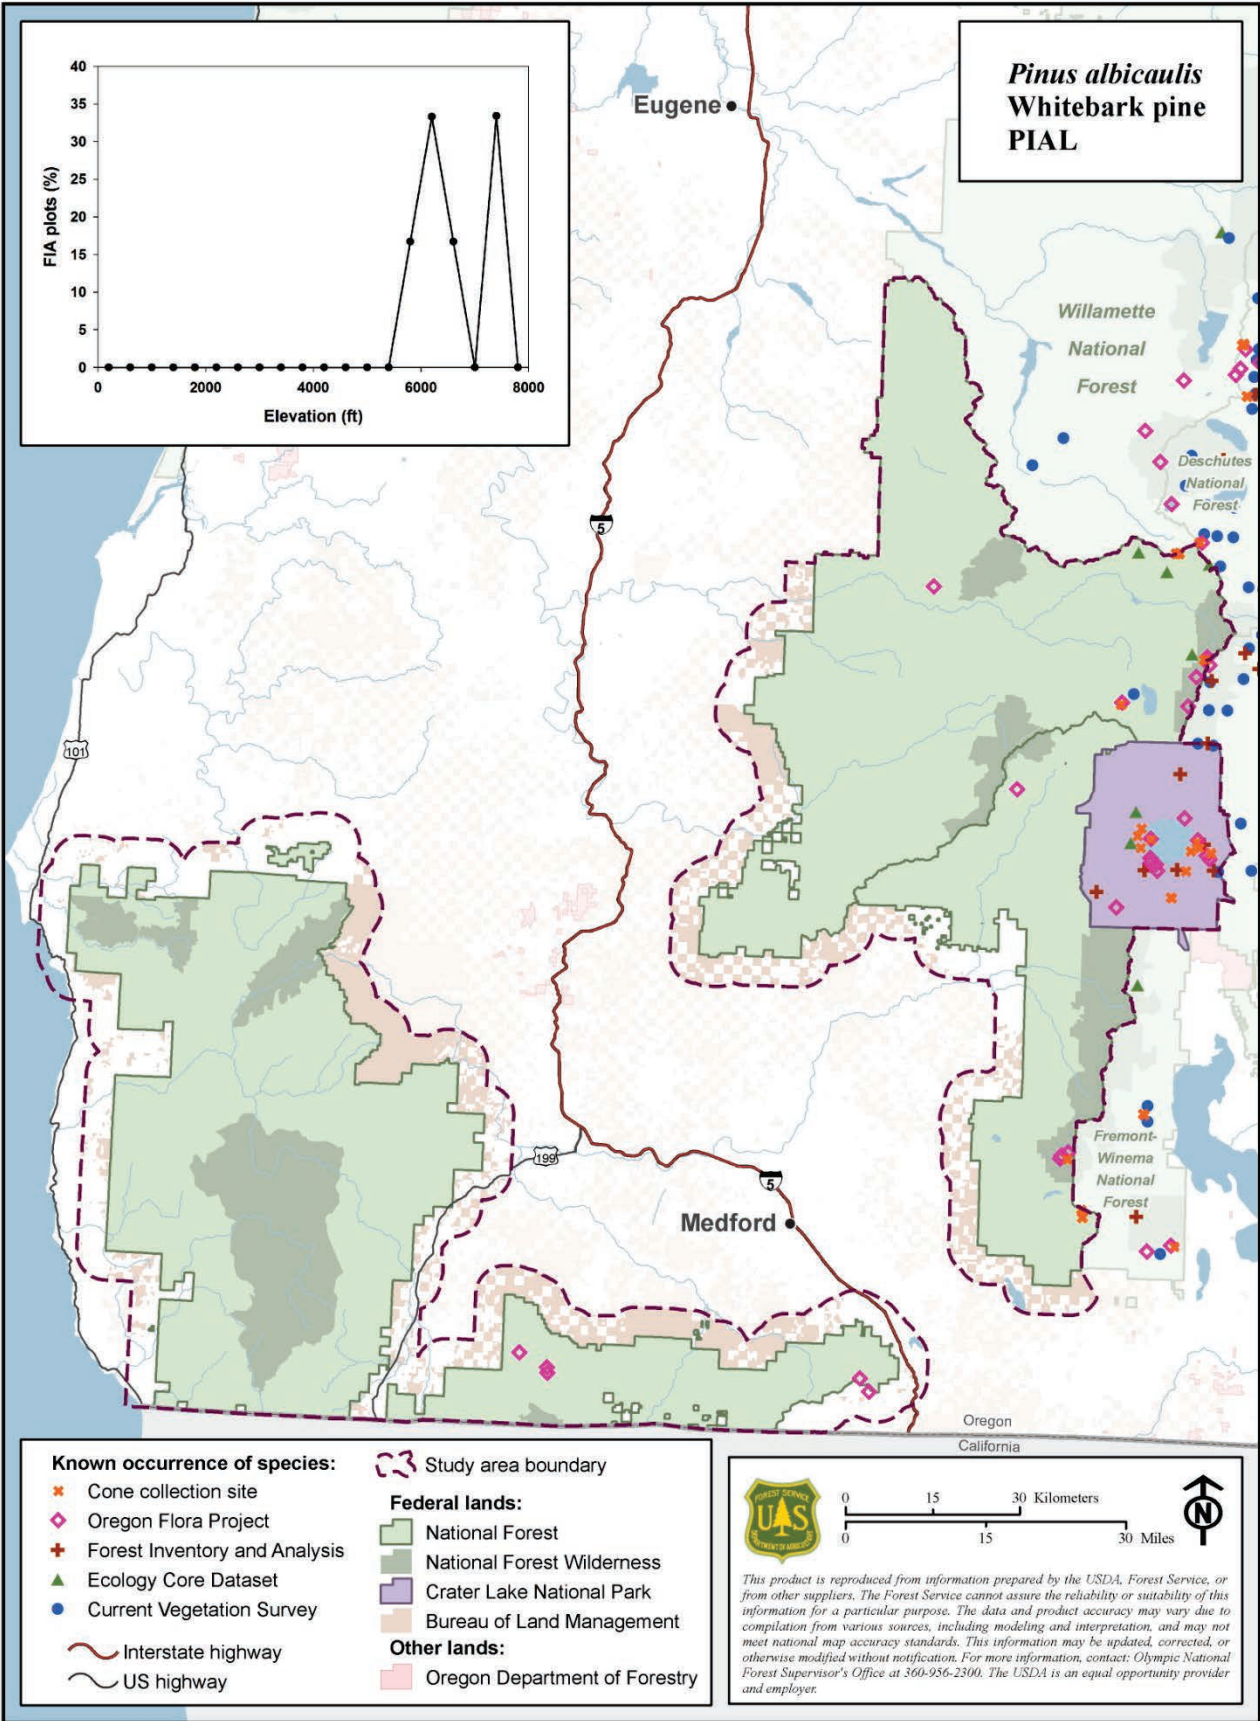 40
35
30
25
20
15
10
5
0
FIA plots (%)
0 2000 4000 6000 8000
Elevation (ft)
Pinus albicaulis
Whitebark pine
PIAL
Eugene
Willamette
National
Forest
Deschutes
National
Forest
5
101
199
5
Medford
Fremont-
Winema
National
Forest
Oregon
California
Known occurrence of species:
Cone collection site
Oregon Flora Project
Forest Inventory and Analysis
Ecology Core Dataset
Current Vegetation Survey
Interstate highway
US highway
Study area boundary
Federal lands:
National Forest
National Forest Wilderness
Crater Lake National Park
Bureau of Land Management
Other lands:
Oregon Department of Forestry
FOREST SERVICE
U S
DEPARTMENT OF AGRICULTURE
0 15 30 Kilometers
0 15 30 Miles
N
This product is reproduced from information prepared by the USDA, Forest Service, or
from other suppliers. The Forest Service cannot assure the reliability or suitability of this
information for a particular purpose. The data and product accuracy may vary due to
compilation from various sources, including modeling and interpretation, and may not
meet national map accuracy standards. This information may be updated, corrected, or
otherwise modified without notification. For more information, contact: Olympic National
Forest Supervisor's Office at 360-956-2300. The USDA is an equal opportunity provider
and employer.